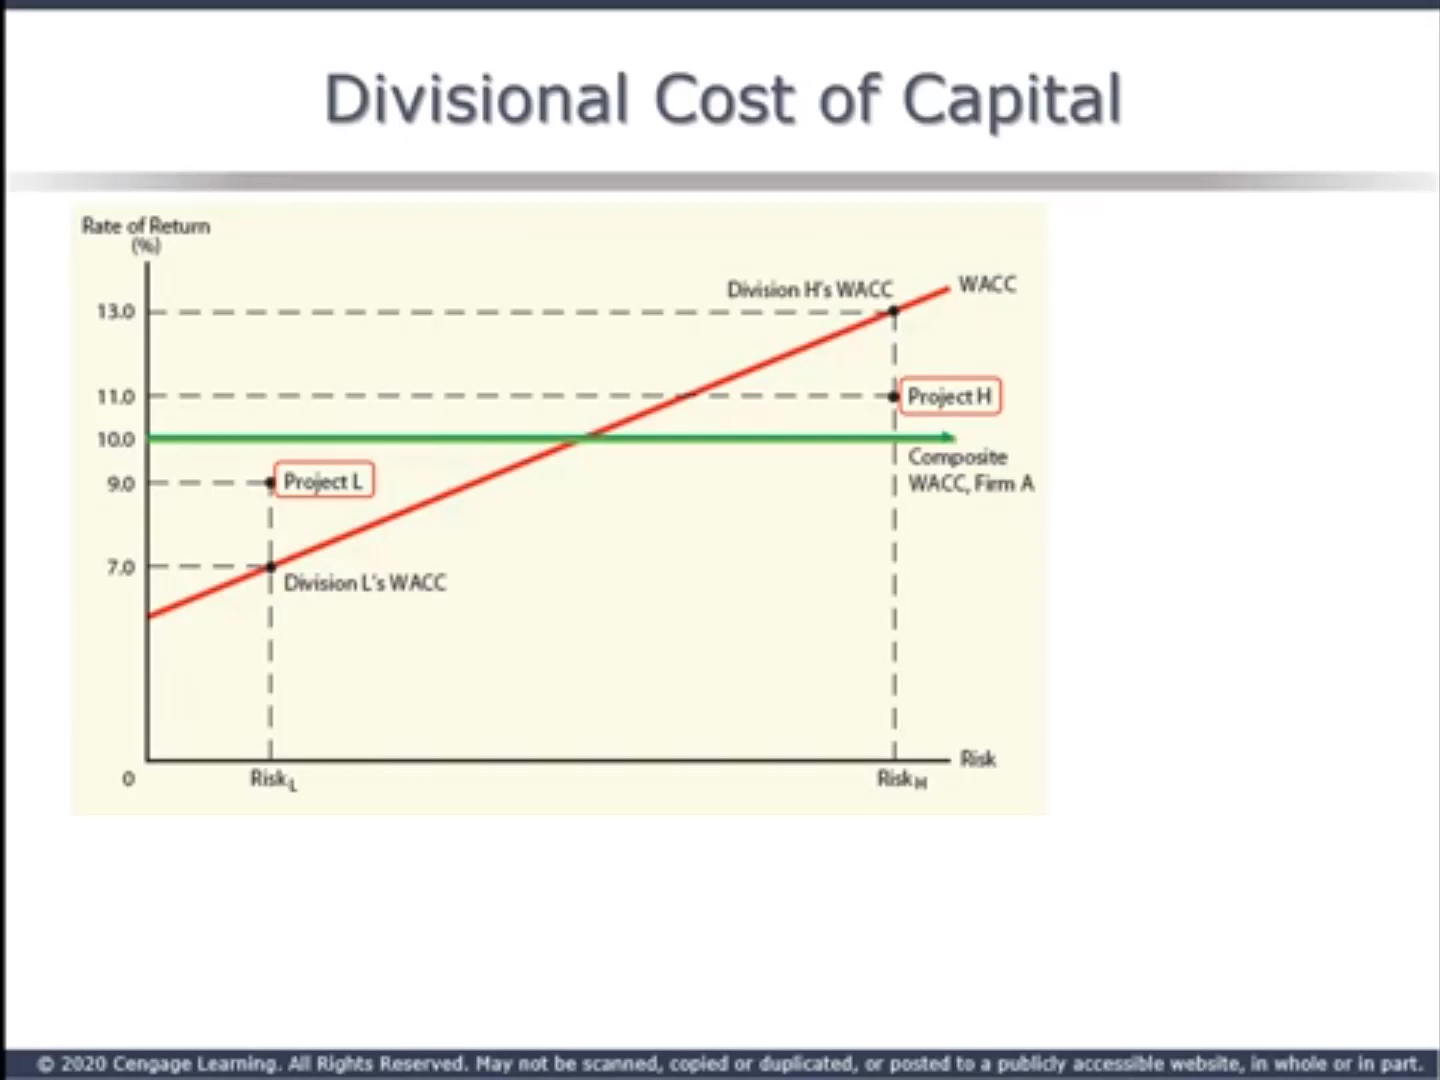 Divisional Cost of Capital
Rate of Return
(%)
Division H's WACC
WACC
13.0
11.0
Project H
10.0
Composite
WACC, Firm A
9.0
Project L
7.0
Division L's WACC
0
Risk L
Risk H
Risk
© 2020 Cengage Learning. All Rights Reserved. May not be scanned, copied or duplicated, or posted to a publicly accessible website, in whole or in part.